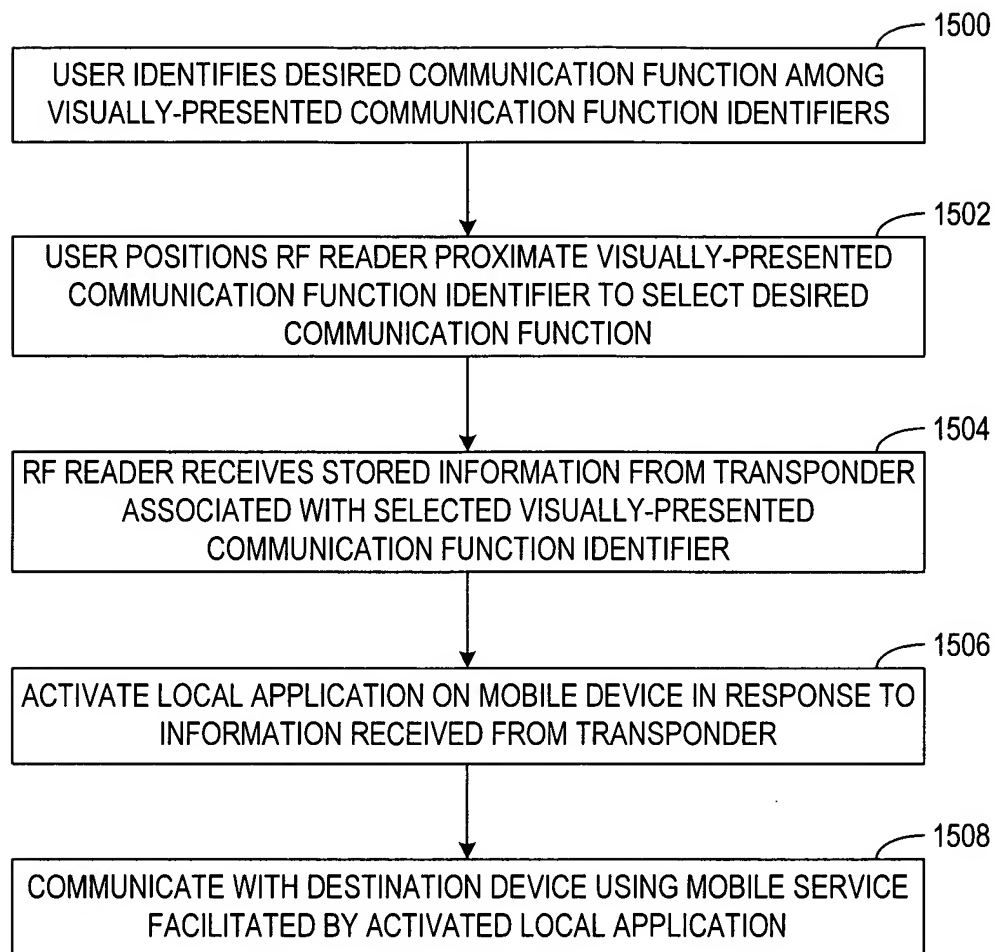 1500
USER IDENTIFIES DESIRED COMMUNICATION FUNCTION AMONG
VISUALLY-PRESENTED COMMUNICATION FUNCTION IDENTIFIERS
1502
USER POSITIONS RF READER PROXIMATE VISUALLY-PRESENTED
COMMUNICATION FUNCTION IDENTIFIER TO SELECT DESIRED
COMMUNICATION FUNCTION
1504
RF READER RECEIVES STORED INFORMATION FROM TRANSPONDER
ASSOCIATED WITH SELECTED VISUALLY-PRESENTED
COMMUNICATION FUNCTION IDENTIFIER
1506
ACTIVATE LOCAL APPLICATION ON MOBILE DEVICE IN RESPONSE TO
INFORMATION RECEIVED FROM TRANSPONDER
1508
COMMUNICATE WITH DESTINATION DEVICE USING MOBILE SERVICE
FACILITATED BY ACTIVATED LOCAL APPLICATION